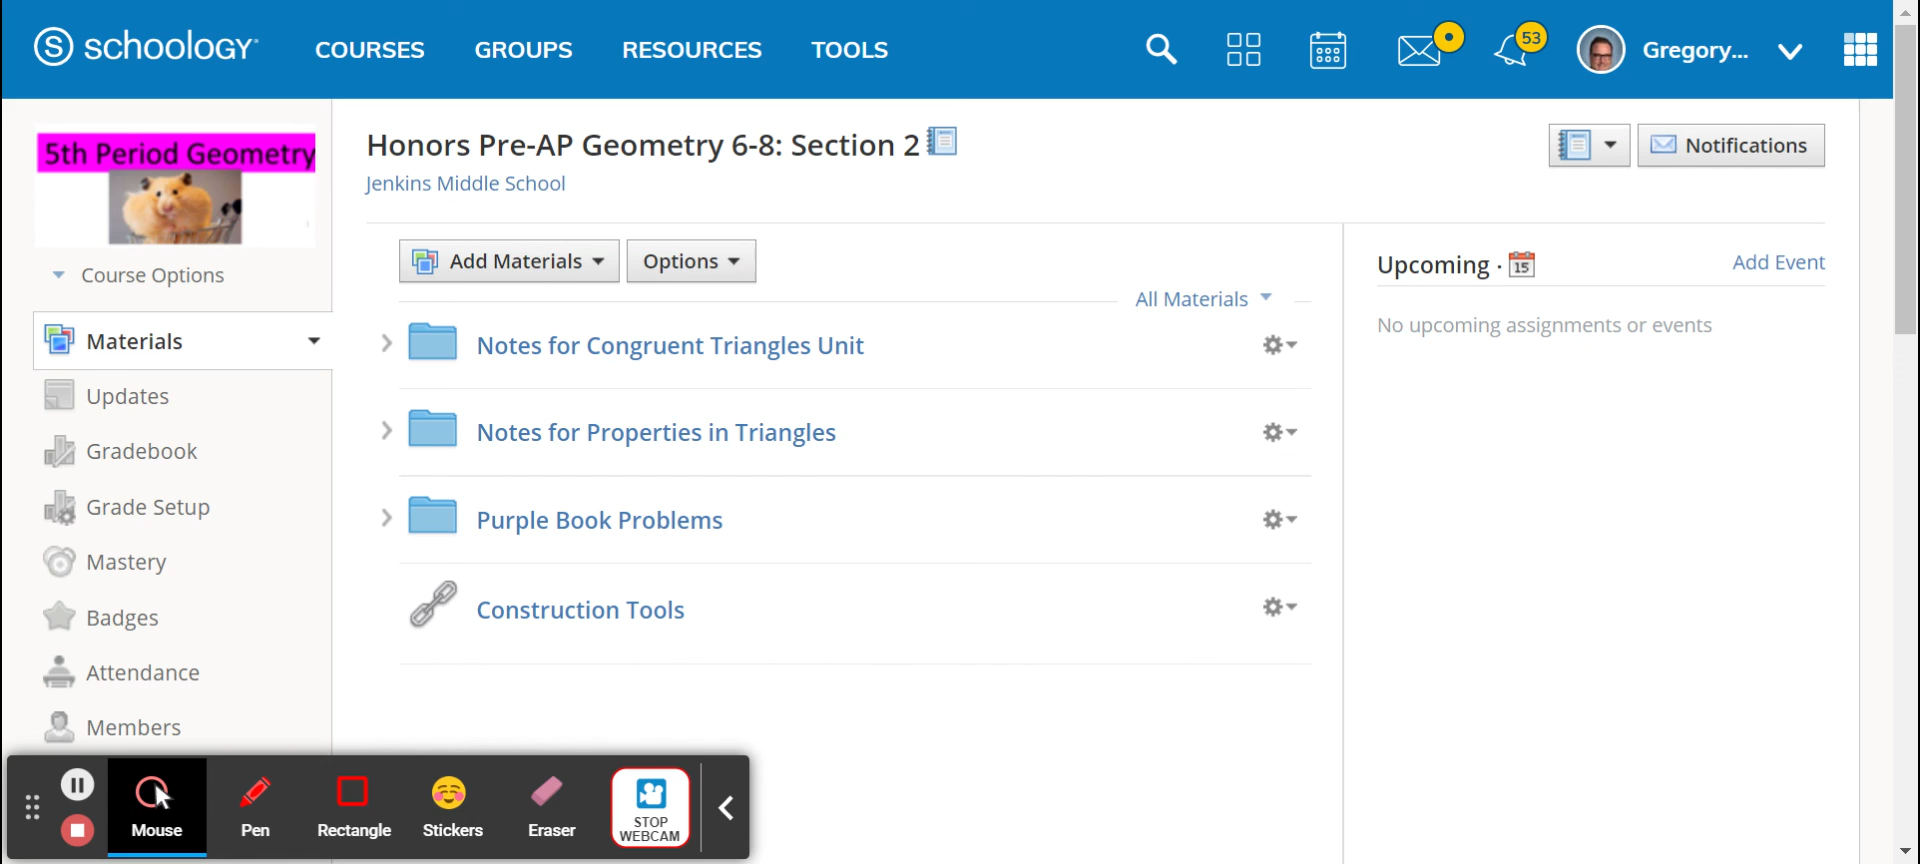 schoology
COURSES
GROUPS
RESOURCES
TOOLS
53
Gregory...
5th Period Geometry
Course Options
Materials
Updates
Gradebook
Grade Setup
Mastery
Badges
Attendance
Members
Honors Pre-AP Geometry 6-8: Section 2
Jenkins Middle School
Notifications
Add Materials
Options
All Materials
Notes for Congruent Triangles Unit
Notes for Properties in Triangles
Purple Book Problems
Construction Tools
Upcoming · 15
Add Event
No upcoming assignments or events
Mouse
Pen
Rectangle
Stickers
Eraser
STOP
WEBCAM